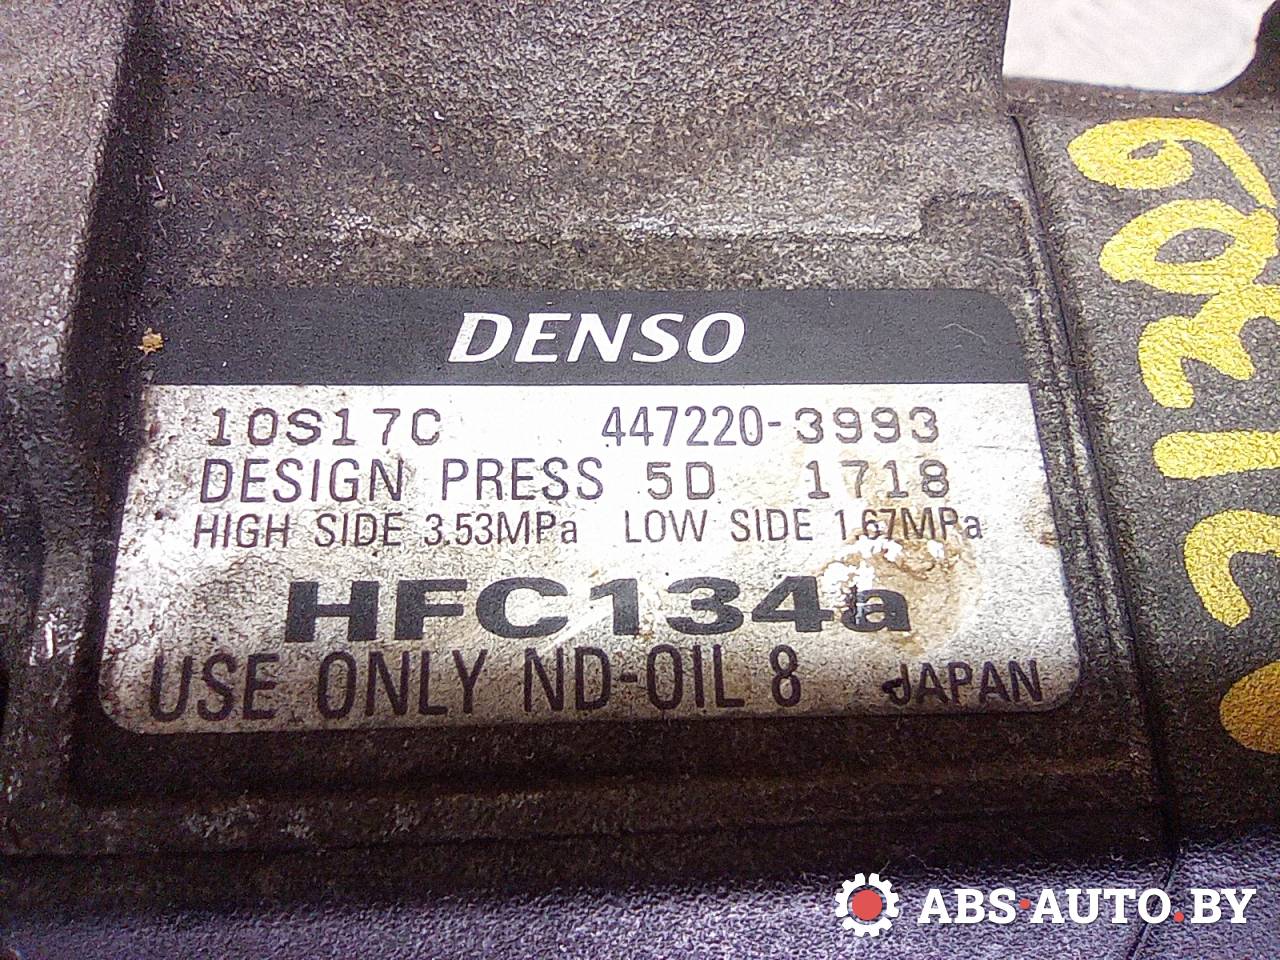 DENSO
10S17C 447220-3993
DESIGN PRESS 5D 1718
HIGH SIDE 3.53MPa LOW SIDE 1.67MPa
HFC134a
USE ONLY ND-OIL 8 JAPAN
ABS·AUTO.BY